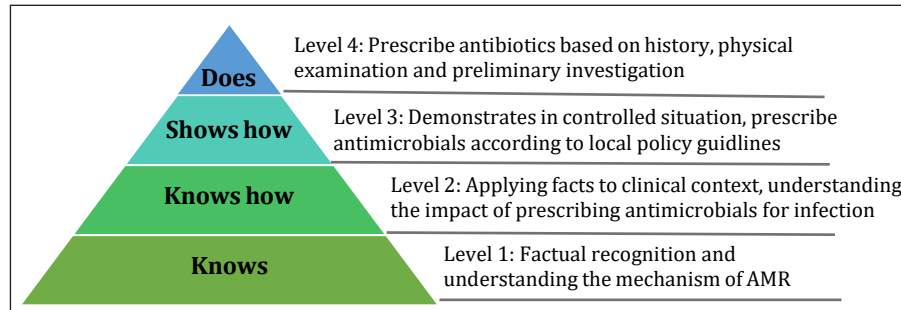 Does
Level 4: Prescribe antibiotics based on history, physical
examination and preliminary investigation
Shows how
Level 3: Demonstrates in controlled situation, prescribe
antimicrobials according to local policy guidlines
Knows how
Level 2: Applying facts to clinical context, understanding
the impact of prescribing antimicrobials for infection
Knows
Level 1: Factual recognition and
understanding the mechanism of AMR